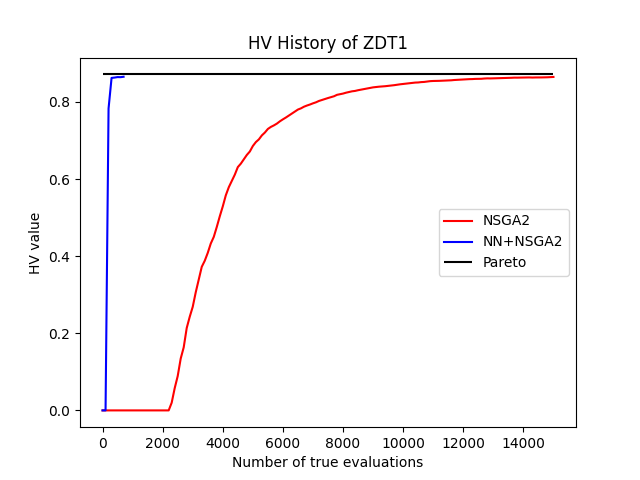 HV History of ZDT1
HV value
0.8
0.6
0.4
0.2
0.0
NSGA2
NN+NSGA2
Pareto
0 2000 4000 6000 8000 10000 12000 14000
Number of true evaluations